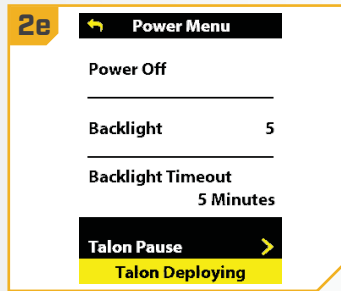 2e
Power Menu
Power Off
Backlight 5
Backlight Timeout
5 Minutes
Talon Pause
Talon Deploying